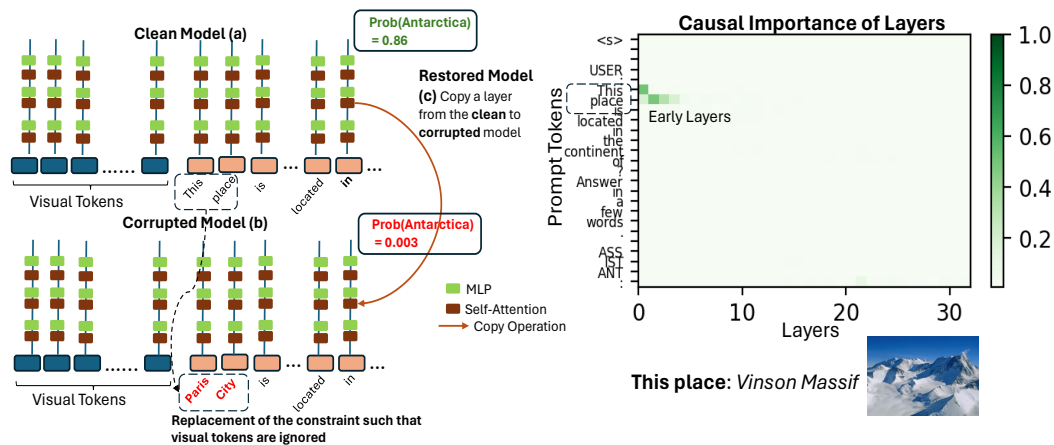 Clean Model (a)
Prob(Antarctica)
= 0.86
Restored Model
(c) Copy a layer
from the clean to
corrupted model
......
...
...
Visual Tokens
This
place
is
located
in
Corrupted Model (b)
Prob(Antarctica)
= 0.003
MLP
Self-Attention
Copy Operation
......
...
...
Visual Tokens
Paris
City
is
located
in
Replacement of the constraint such that
visual tokens are ignored
Causal Importance of Layers
Prompt Tokens
<s>
USER
:
This
place
is
located
in
the
continent
of
?
Answer
in
a
few
words
.
ASS
IST
ANT
:
Early Layers
0
10
20
30
Layers
1.0
0.8
0.6
0.4
0.2
This place: Vinson Massif